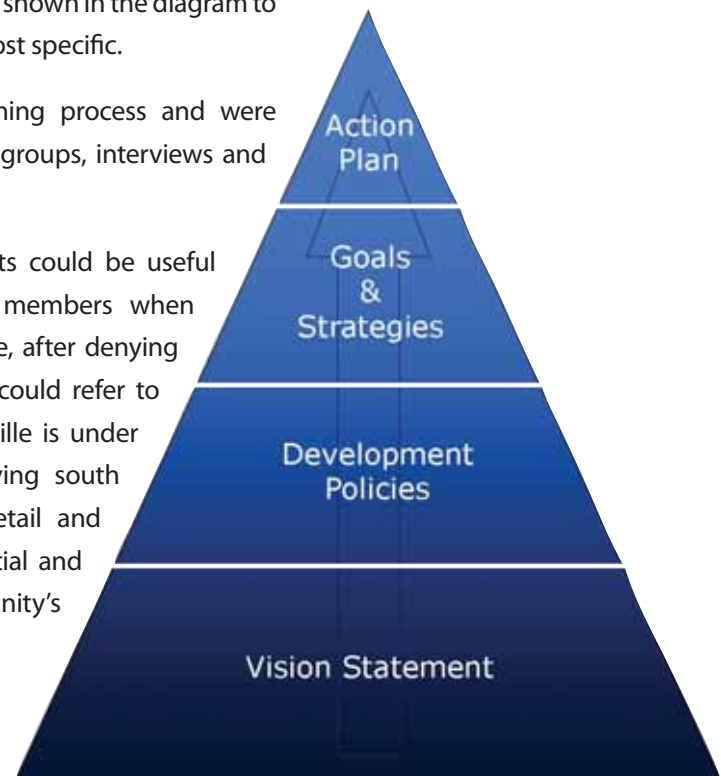 shown in the diagram to
ost specific.
ning process and were
groups, interviews and
ts could be useful
members when
e, after denying
could refer to
ille is under
ving south
etail and
tial and
unity's
Action
Plan
Goals
&
Strategies
Development
Policies
Vision Statement